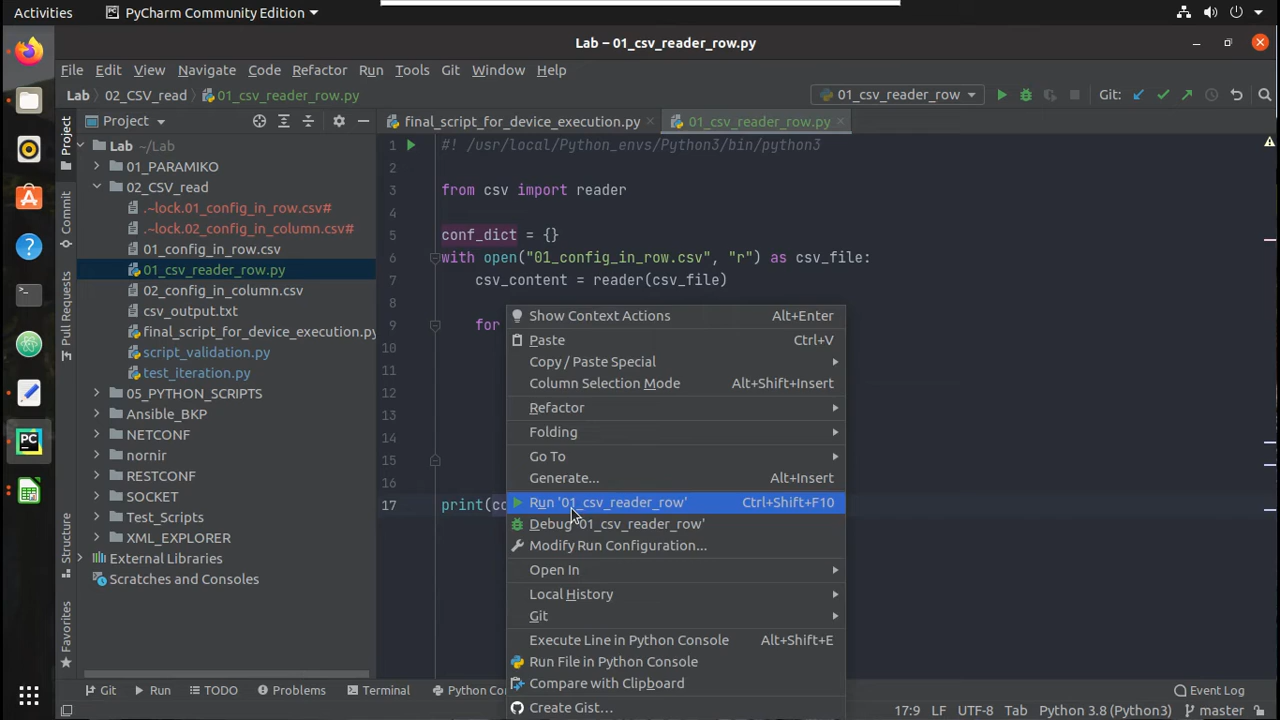 Activities PyCharm Community Edition
Lab – 01_csv_reader_row.py
File Edit View Navigate Code Refactor Run Tools Git Window Help
Lab 02_CSV_read 01_csv_reader_row.py 01_csv_reader_row Git:
Project final_script_for_device_execution.py 01_csv_reader_row.py
Project
Commit
Pull Requests
Structure
Favorites
Lab ~/Lab
01_PARAMIKO
02_CSV_read
.~lock.01_config_in_row.csv#
.~lock.02_config_in_column.csv#
01_config_in_row.csv
01_csv_reader_row.py
02_config_in_column.csv
csv_output.txt
final_script_for_device_execution.py
script_validation.py
test_iteration.py
05_PYTHON_SCRIPTS
Ansible_BKP
NETCONF
nornir
RESTCONF
SOCKET
Test_Scripts
XML_EXPLORER
External Libraries
Scratches and Consoles
1 #! /usr/local/Python_envs/Python3/bin/python3
2
3 from csv import reader
4
5 conf_dict = {}
6 with open("01_config_in_row.csv", "r") as csv_file:
7 csv_content = reader(csv_file)
8
9 for
10
11
12
13
14
15
16
17 print(co
Show Context Actions Alt+Enter
Paste Ctrl+V
Copy / Paste Special
Column Selection Mode Alt+Shift+Insert
Refactor
Folding
Go To
Generate... Alt+Insert
Run '01_csv_reader_row' Ctrl+Shift+F10
Debug '01_csv_reader_row'
Modify Run Configuration...
Open In
Local History
Git
Execute Line in Python Console Alt+Shift+E
Run File in Python Console
Compare with Clipboard
Create Gist...
PC
Git Run TODO Problems Terminal Python Co Event Log
17:9 LF UTF-8 Tab Python 3.8 (Python3) master